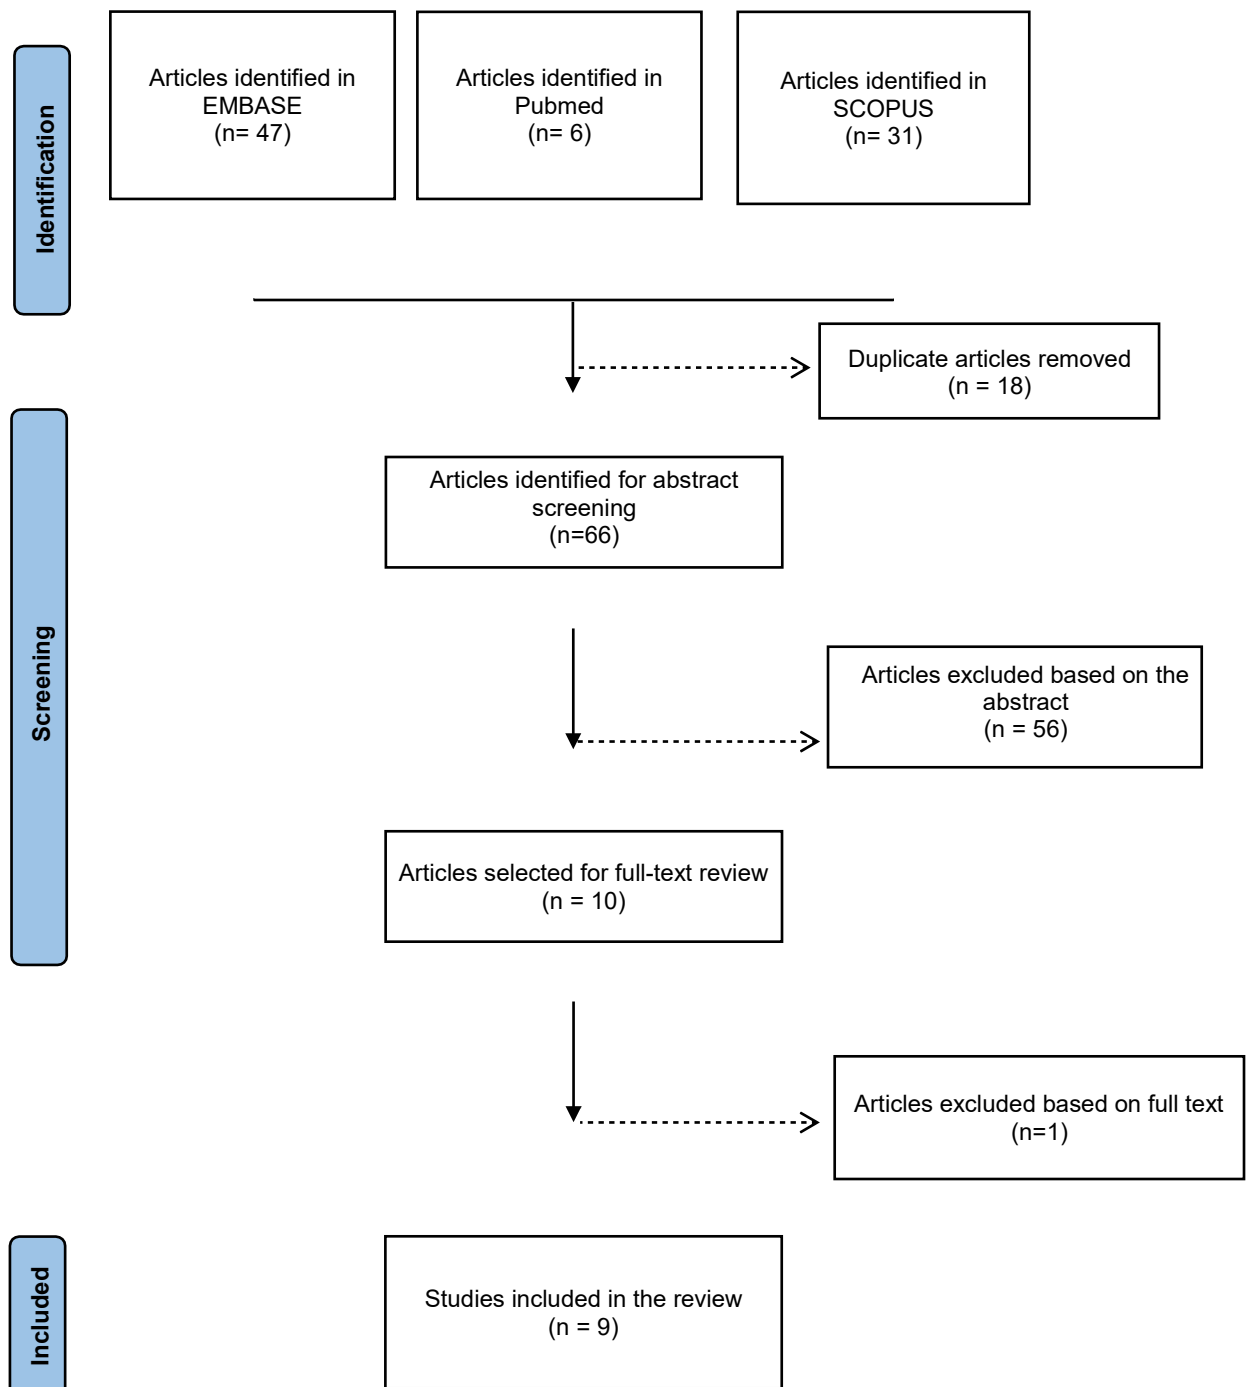 Identification
Articles identified in
EMBASE
(n= 47)
Articles identified in
Pubmed
(n= 6)
Articles identified in
SCOPUS
(n= 31)
Duplicate articles removed
(n = 18)
Screening
Articles identified for abstract
screening
(n=66)
Articles excluded based on the
abstract
(n = 56)
Articles selected for full-text review
(n = 10)
Articles excluded based on full text
(n=1)
Included
Studies included in the review
(n = 9)